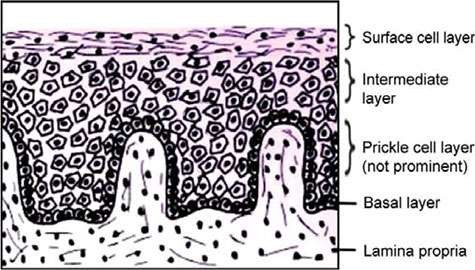 Surface cell layer
Intermediate
layer
Prickle cell layer
(not prominent)
Basal layer
Lamina propria